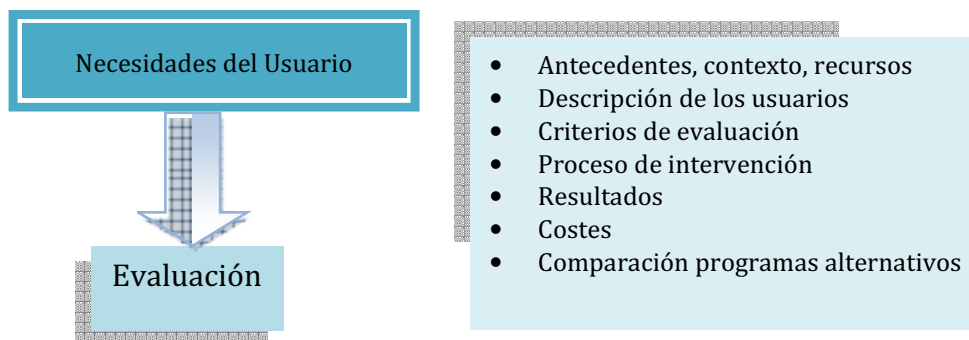 Necesidades del Usuario
Evaluación
• Antecedentes, contexto, recursos
• Descripción de los usuarios
• Criterios de evaluación
• Proceso de intervención
• Resultados
• Costes
• Comparación programas alternativos